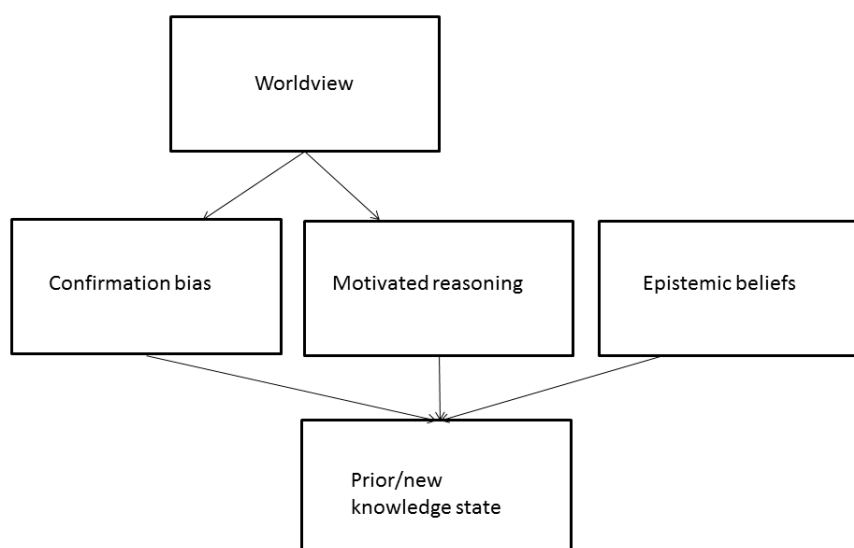 Worldview
Confirmation bias
Motivated reasoning
Epistemic beliefs
Prior/new
knowledge state